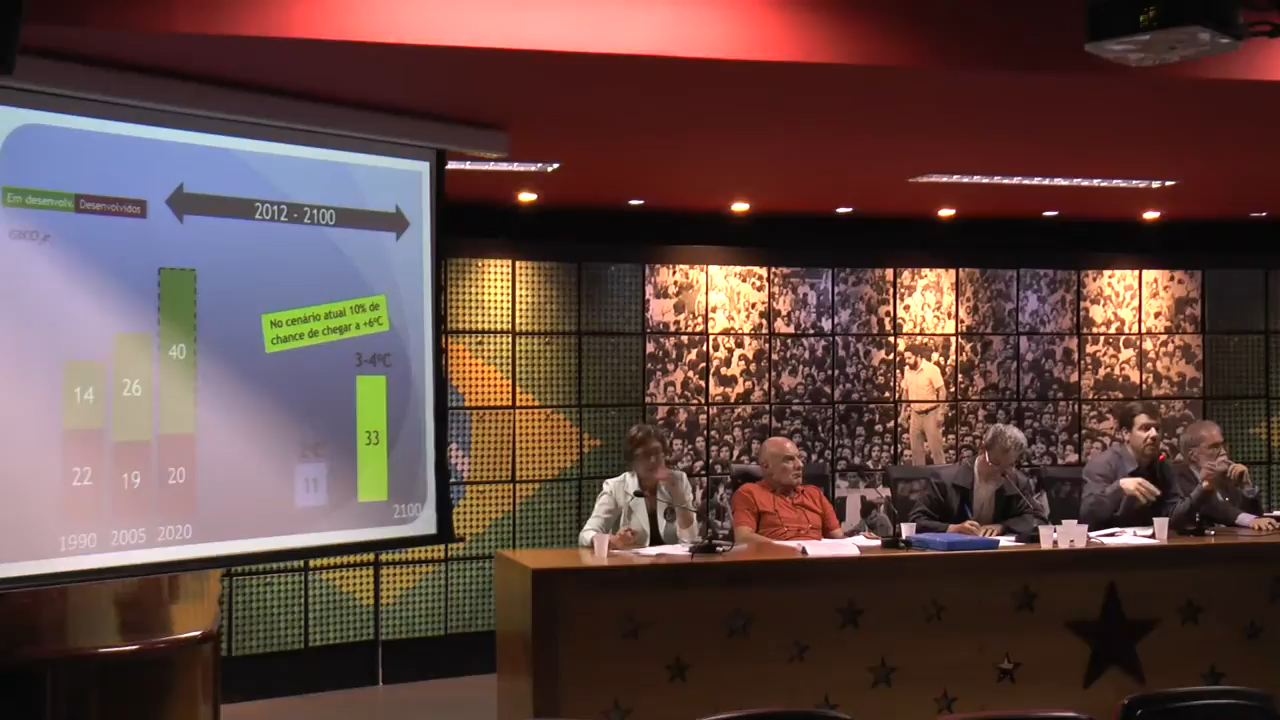 Em desenvolv. Desenvolvidos
2012 - 2100
No cenário atual 10% de
chance de chegar a +6ºC
3-4ºC
40
14
26
33
22
19
20
11
2100
1990 2005 2020